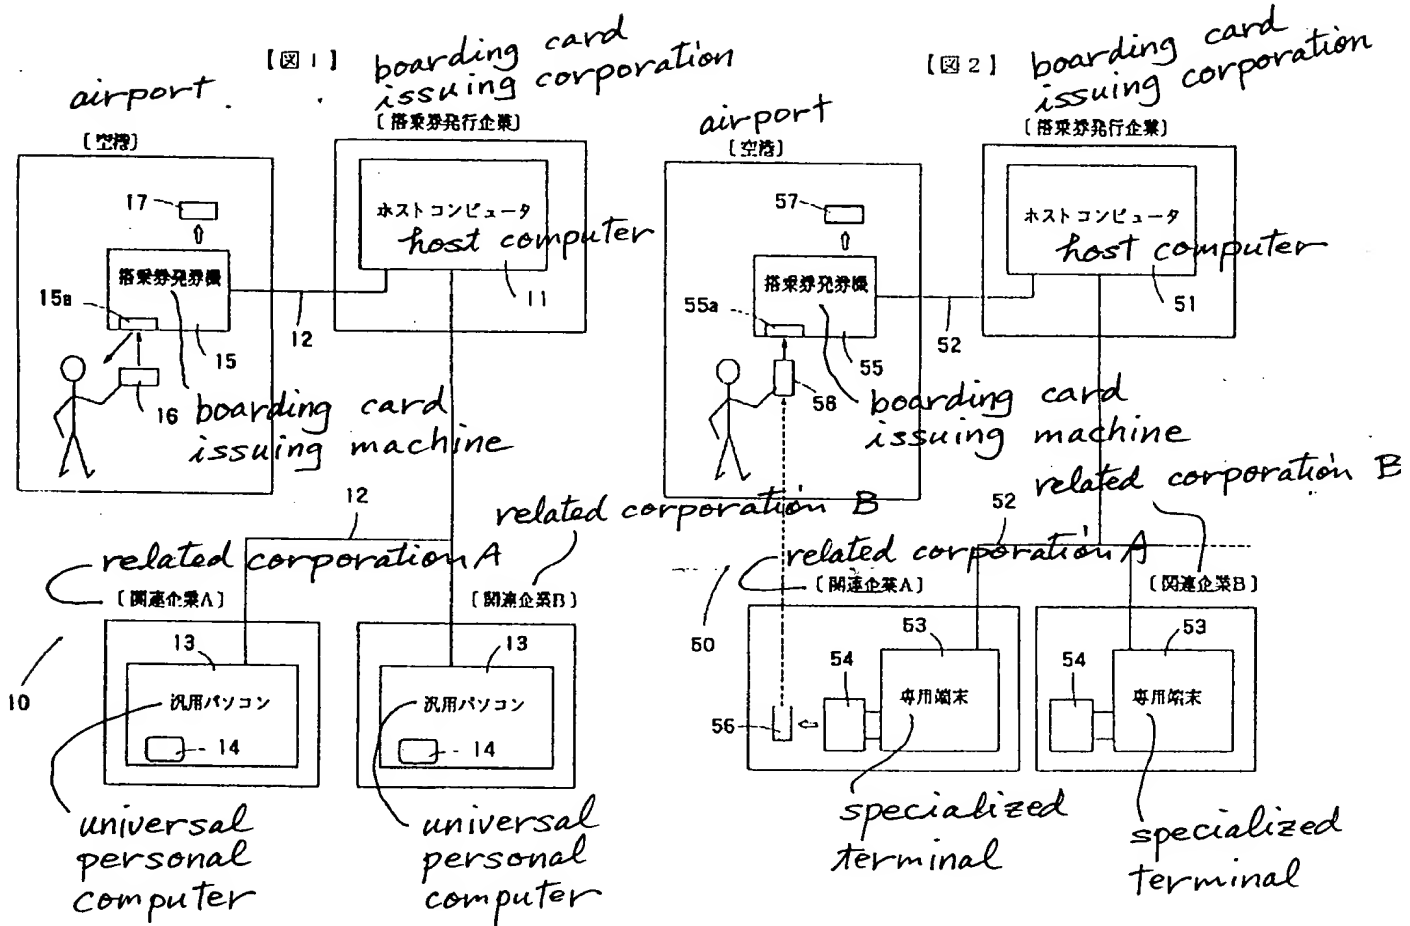 【図1】
boarding card
issuing corporation
airport
〔空港〕
〔搭乗券発行企業〕
17
ホストコンピュータ
host computer
搭乗券発券機
15a
11
12
15
16
boarding card
issuing machine
12
related corporation B
related corporation A
〔関連企業A〕
〔関連企業B〕
10
13
13
汎用パソコン
汎用パソコン
14
14
universal
personal
computer
universal
personal
computer
【図2】
boarding card
issuing corporation
airport
〔空港〕
〔搭乗券発行企業〕
57
ホストコンピュータ
host computer
搭乗券発券機
55a
51
52
55
58
boarding card
issuing machine
related corporation B
52
related corporation A
〔関連企業A〕
〔関連企業B〕
50
53
53
54
54
専用端末
専用端末
56
specialized
terminal
specialized
terminal